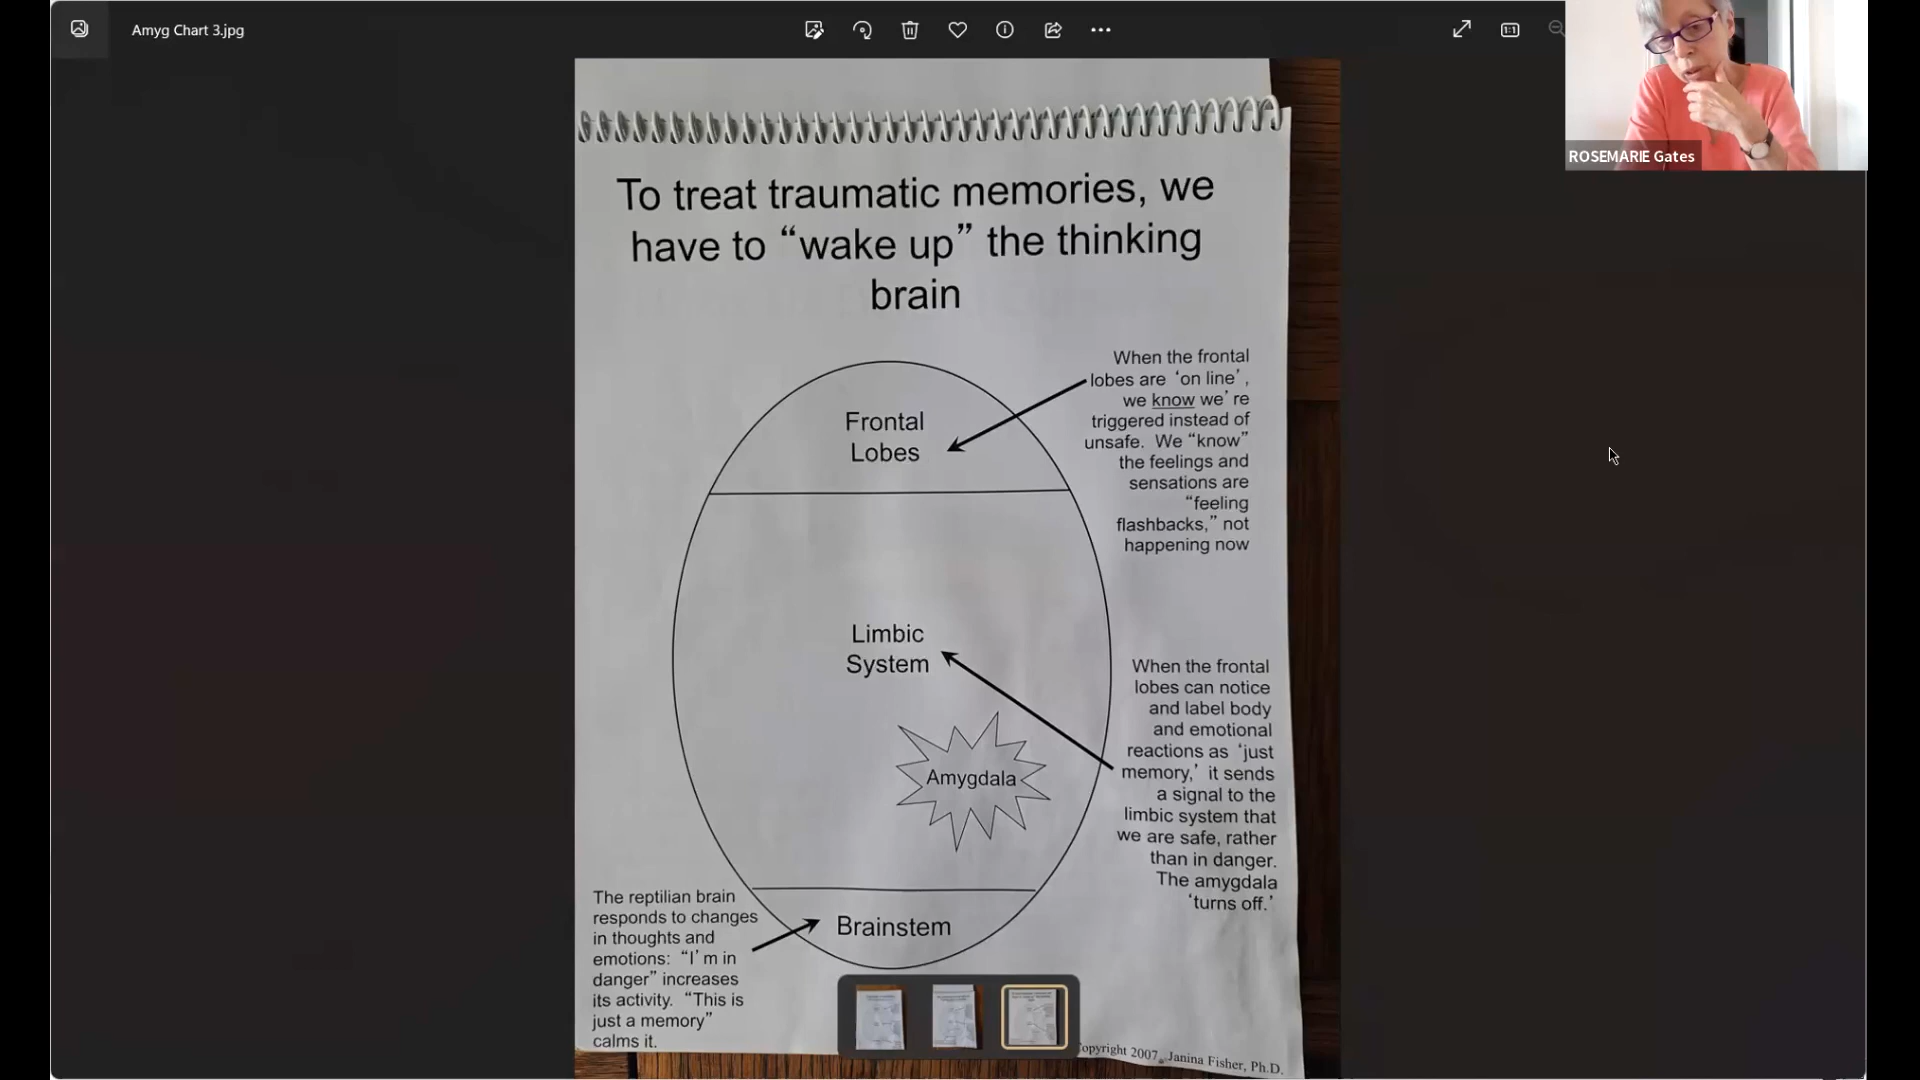 Amyg Chart 3.jpg
1:1
ROSEMARIE Gates
To treat traumatic memories, we
have to “wake up” the thinking
brain
When the frontal
lobes are ‘on line’,
we know we’re
triggered instead of
unsafe. We “know”
the feelings and
sensations are
“feeling
flashbacks,” not
happening now
Frontal
Lobes
Limbic
System
When the frontal
lobes can notice
and label body
and emotional
reactions as ‘just
memory,’ it sends
a signal to the
limbic system that
we are safe, rather
than in danger.
The amygdala
‘turns off.’
Amygdala
The reptilian brain
responds to changes
in thoughts and
emotions: “I’m in
danger” increases
its activity. “This is
just a memory”
calms it.
Brainstem
opyright 2007, Janina Fisher, Ph.D.